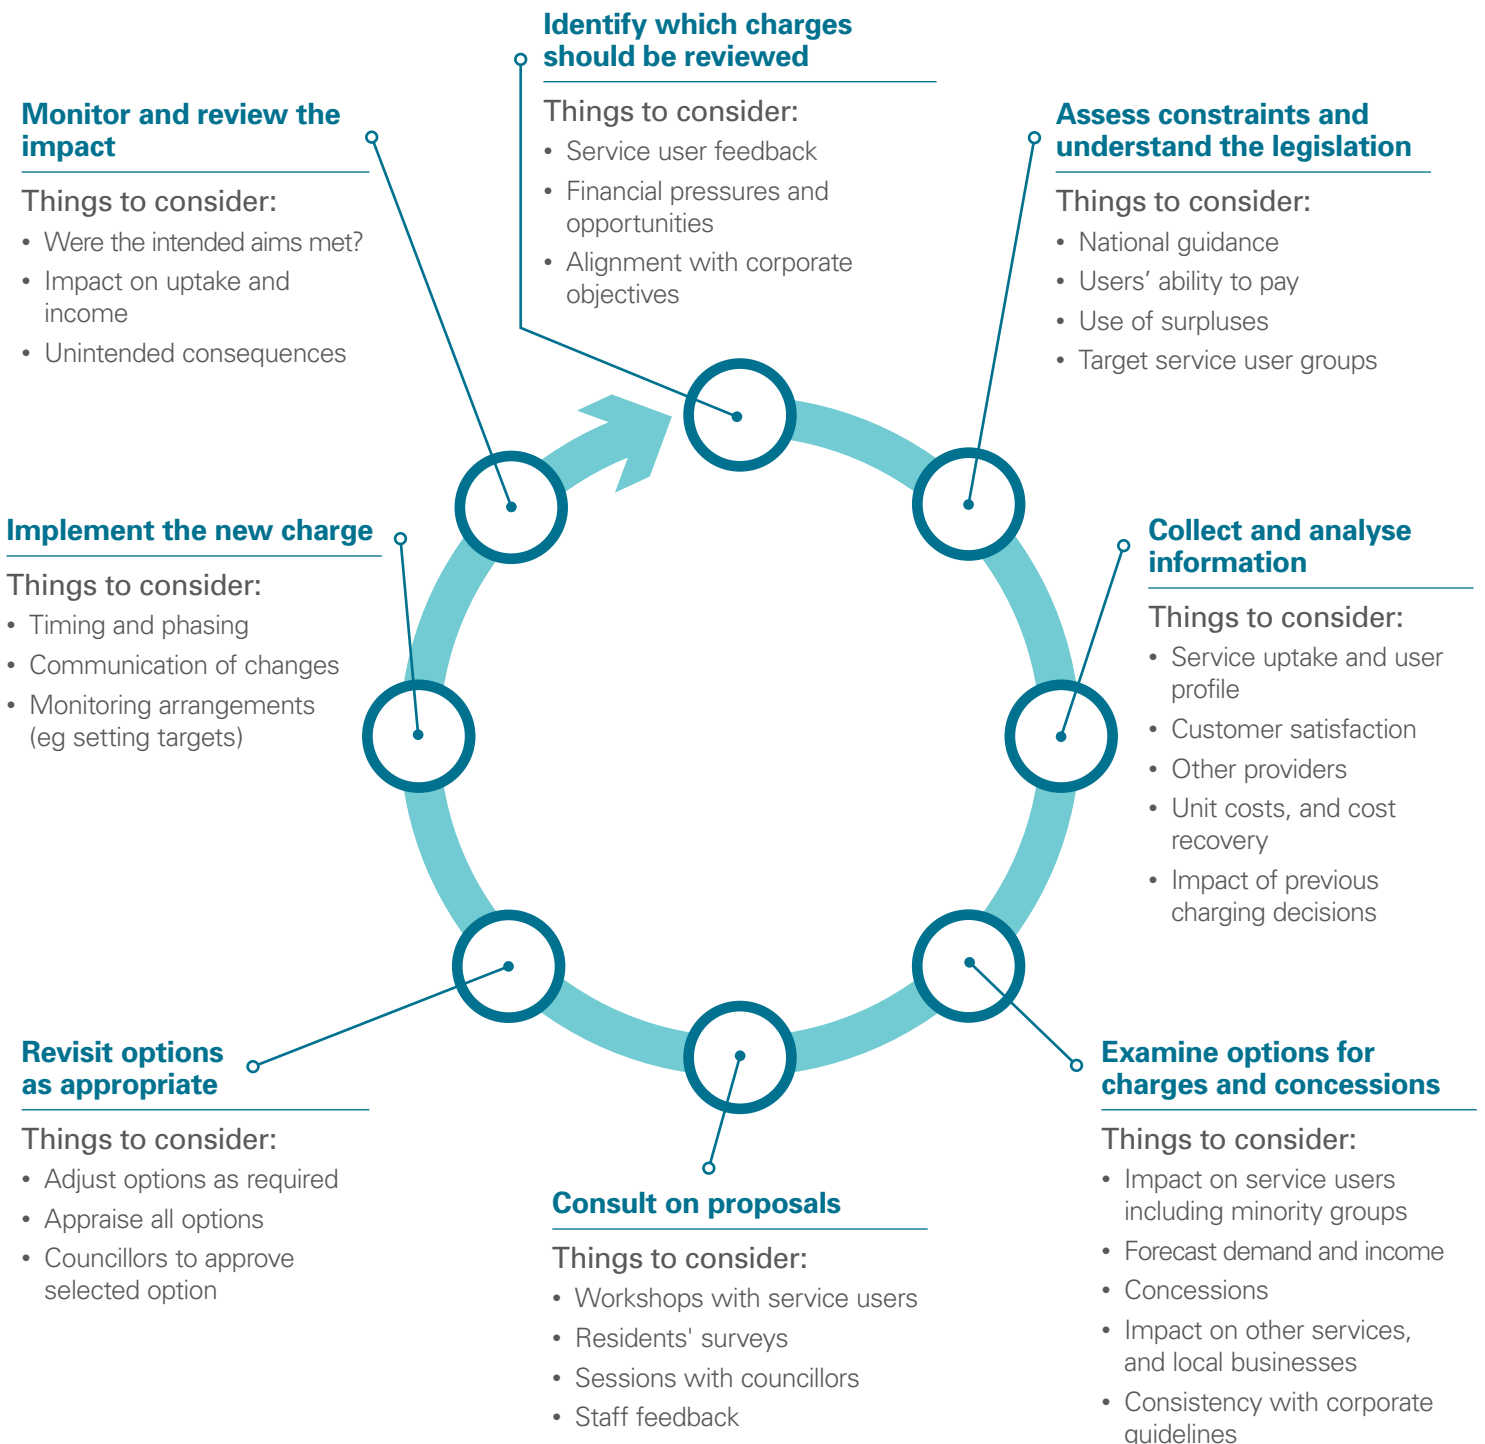 Identify which charges
should be reviewed
Things to consider:
• Service user feedback
• Financial pressures and
opportunities
• Alignment with corporate
objectives
Assess constraints and
understand the legislation
Things to consider:
• National guidance
• Users’ ability to pay
• Use of surpluses
• Target service user groups
Collect and analyse
information
Things to consider:
• Service uptake and user
profile
• Customer satisfaction
• Other providers
• Unit costs, and cost
recovery
• Impact of previous
charging decisions
Examine options for
charges and concessions
Things to consider:
• Impact on service users
including minority groups
• Forecast demand and income
• Concessions
• Impact on other services,
and local businesses
• Consistency with corporate
guidelines
Consult on proposals
Things to consider:
• Workshops with service users
• Residents' surveys
• Sessions with councillors
• Staff feedback
Revisit options
as appropriate
Things to consider:
• Adjust options as required
• Appraise all options
• Councillors to approve
selected option
Implement the new charge
Things to consider:
• Timing and phasing
• Communication of changes
• Monitoring arrangements
(eg setting targets)
Monitor and review the
impact
Things to consider:
• Were the intended aims met?
• Impact on uptake and
income
• Unintended consequences